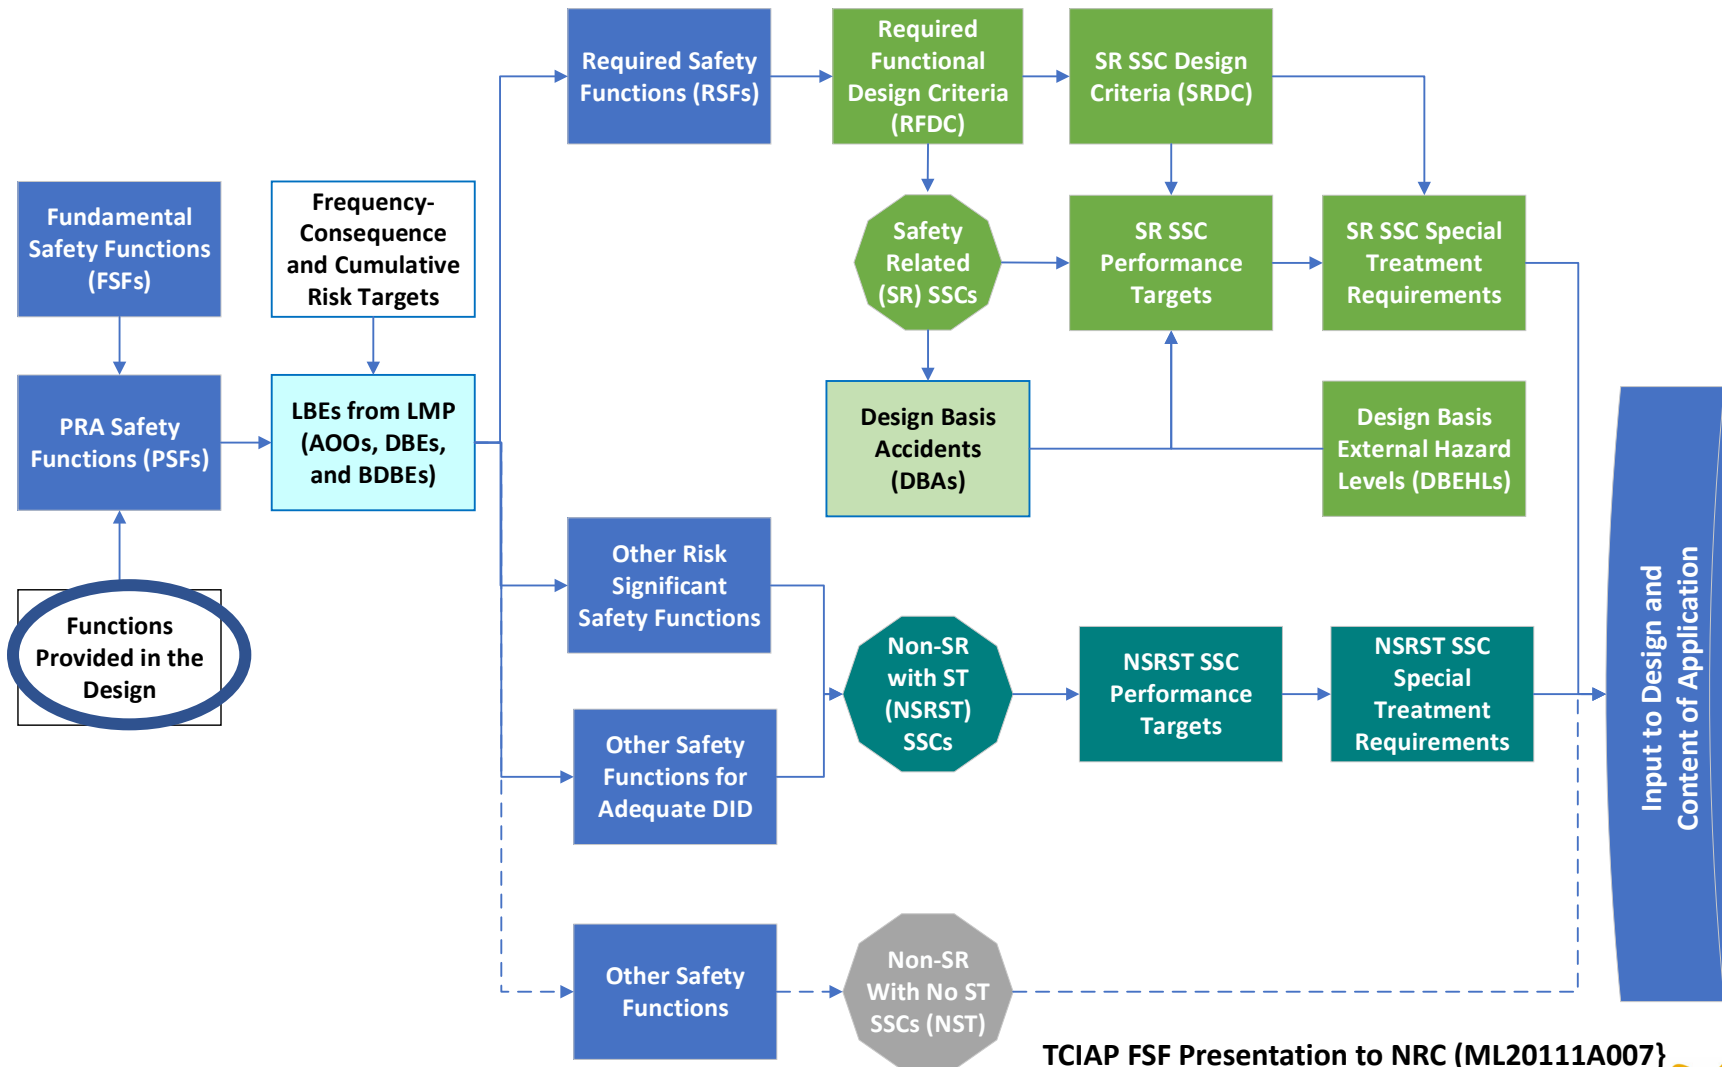 Required Safety
Functions (RSFs)
Required
Functional
Design Criteria
(RFDC)
SR SSC Design
Criteria (SRDC)
Fundamental
Safety Functions
(FSFs)
Frequency-
Consequence
and Cumulative
Risk Targets
Safety
Related
(SR) SSCs
SR SSC
Performance
Targets
SR SSC Special
Treatment
Requirements
PRA Safety
Functions (PSFs)
LBEs from LMP
(AOOs, DBEs,
and BDBEs)
Design Basis
Accidents
(DBAs)
Design Basis
External Hazard
Levels (DBEHLs)
Functions
Provided in the
Design
Other Risk
Significant
Safety Functions
Other Safety
Functions for
Adequate DID
Non-SR
with ST
(NSRST)
SSCs
NSRST SSC
Performance
Targets
NSRST SSC
Special
Treatment
Requirements
Input to Design and
Content of Application
Other Safety
Functions
Non-SR
With No ST
SSCs (NST)
TCIAP FSF Presentation to NRC (ML20111A007}